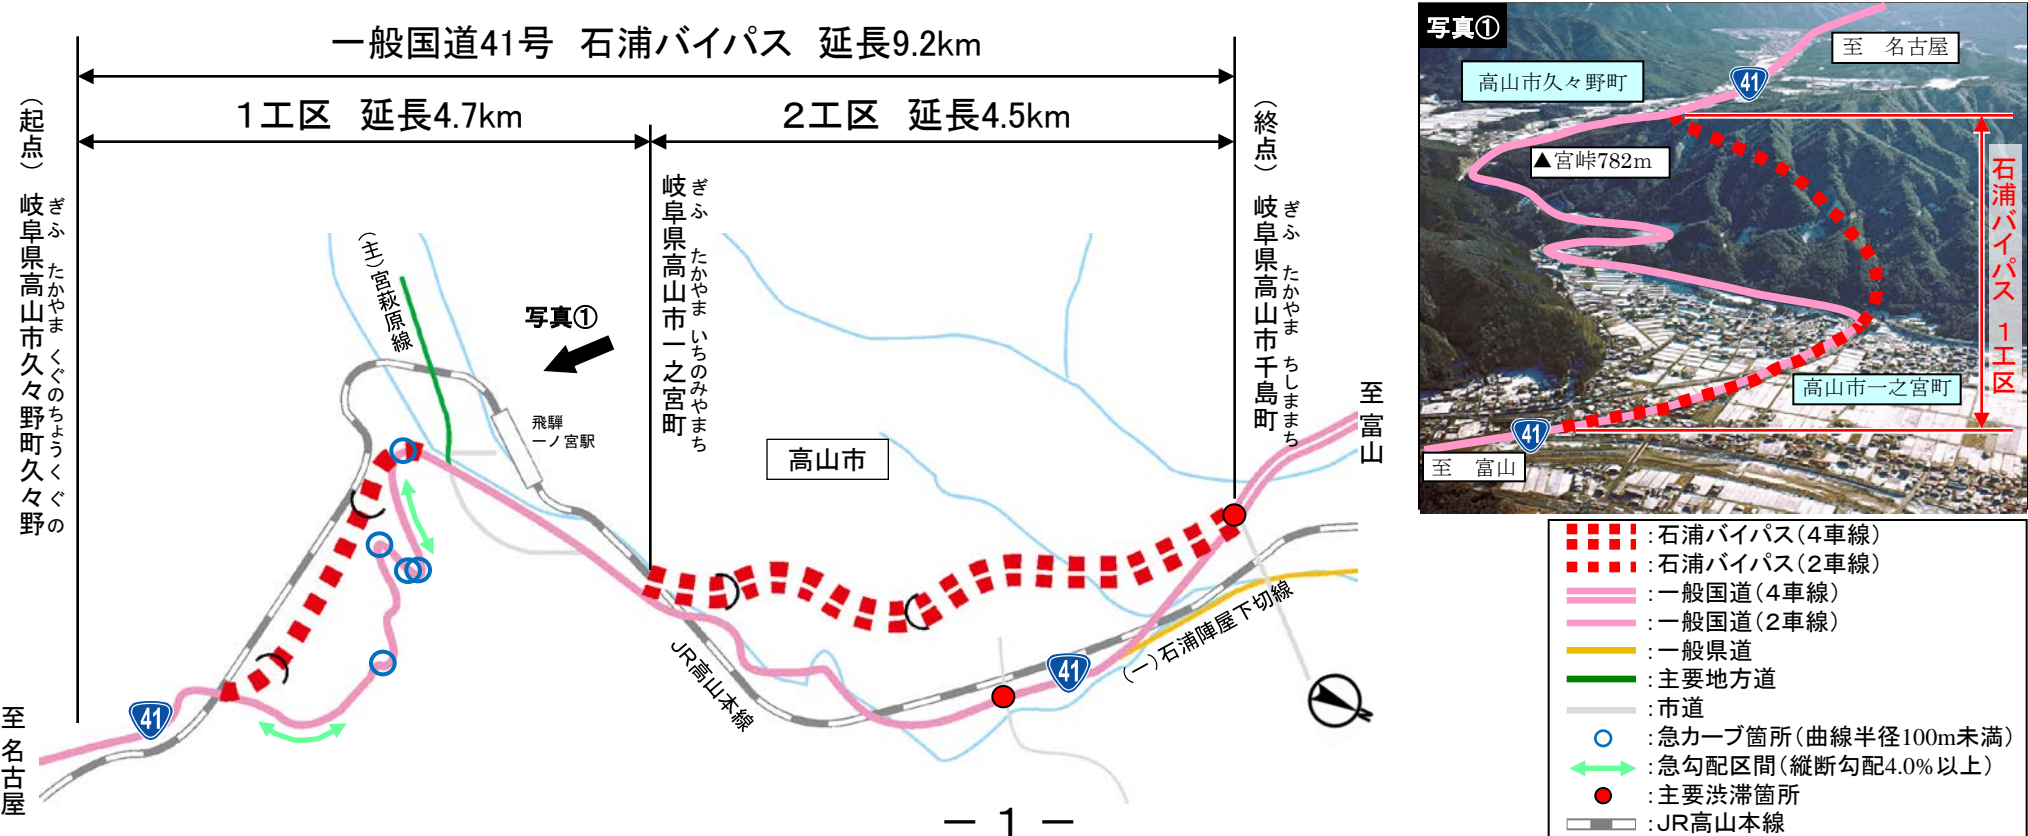 一般国道41号 石浦バイパス 延長9.2km
1工区 延長4.7km
2工区 延長4.5km
(起点) 岐阜県高山市久々野町久々野
ぎふ たかやま くぐのちょうくぐの
岐阜県高山市一之宮町
ぎふ たかやま いちのみやまち
(終点) 岐阜県高山市千島町
ぎふ たかやま ちしままち
(主)宮萩原線
写真①
飛騨
一ノ宮駅
高山市
至富山
至名古屋
41
JR高山本線
41
(一)石浦陣屋下切線
N
写真①
至 名古屋
41
高山市久々野町
▲宮峠782m
石浦バイパス 1工区
高山市一之宮町
41
至 富山
:石浦バイパス(4車線)
:石浦バイパス(2車線)
:一般国道(4車線)
:一般国道(2車線)
:一般県道
:主要地方道
:市道
:急カーブ箇所(曲線半径100m未満)
:急勾配区間(縦断勾配4.0%以上)
:主要渋滞箇所
:JR高山本線
－1－